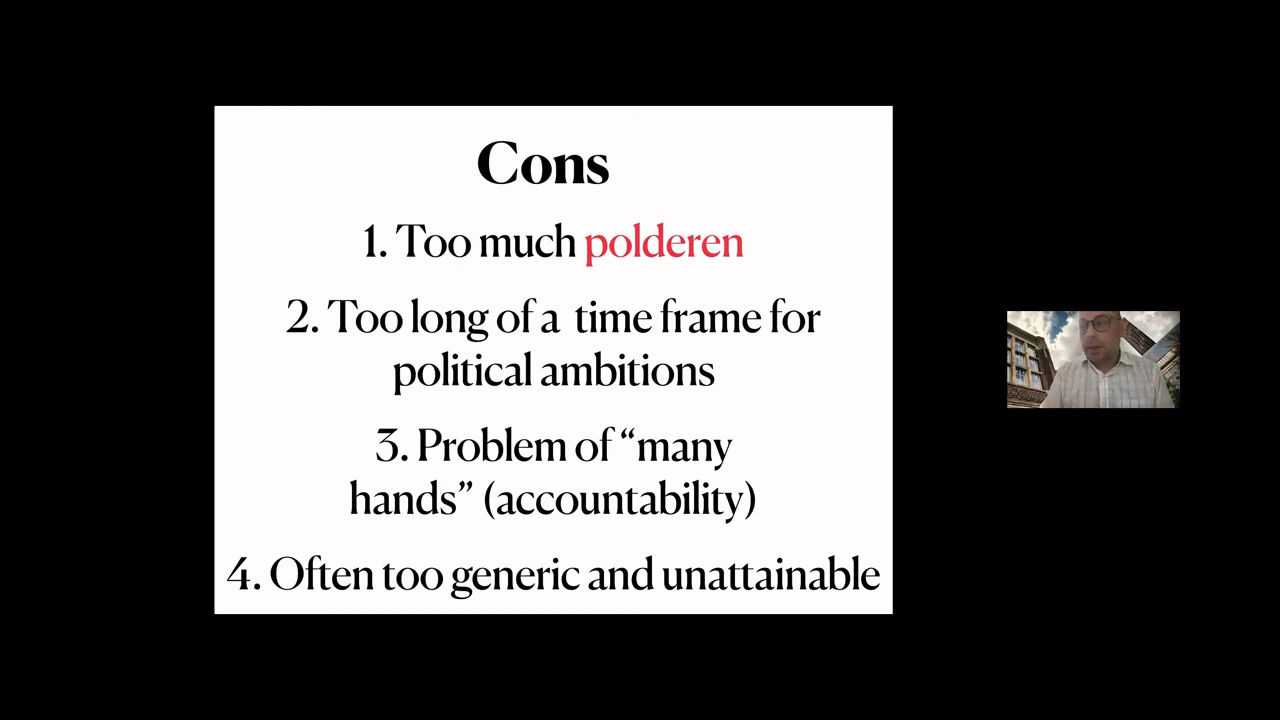 Cons
1. Too much polderen
2. Too long of a time frame for
political ambitions
3. Problem of “many
hands” (accountability)
4. Often too generic and unattainable